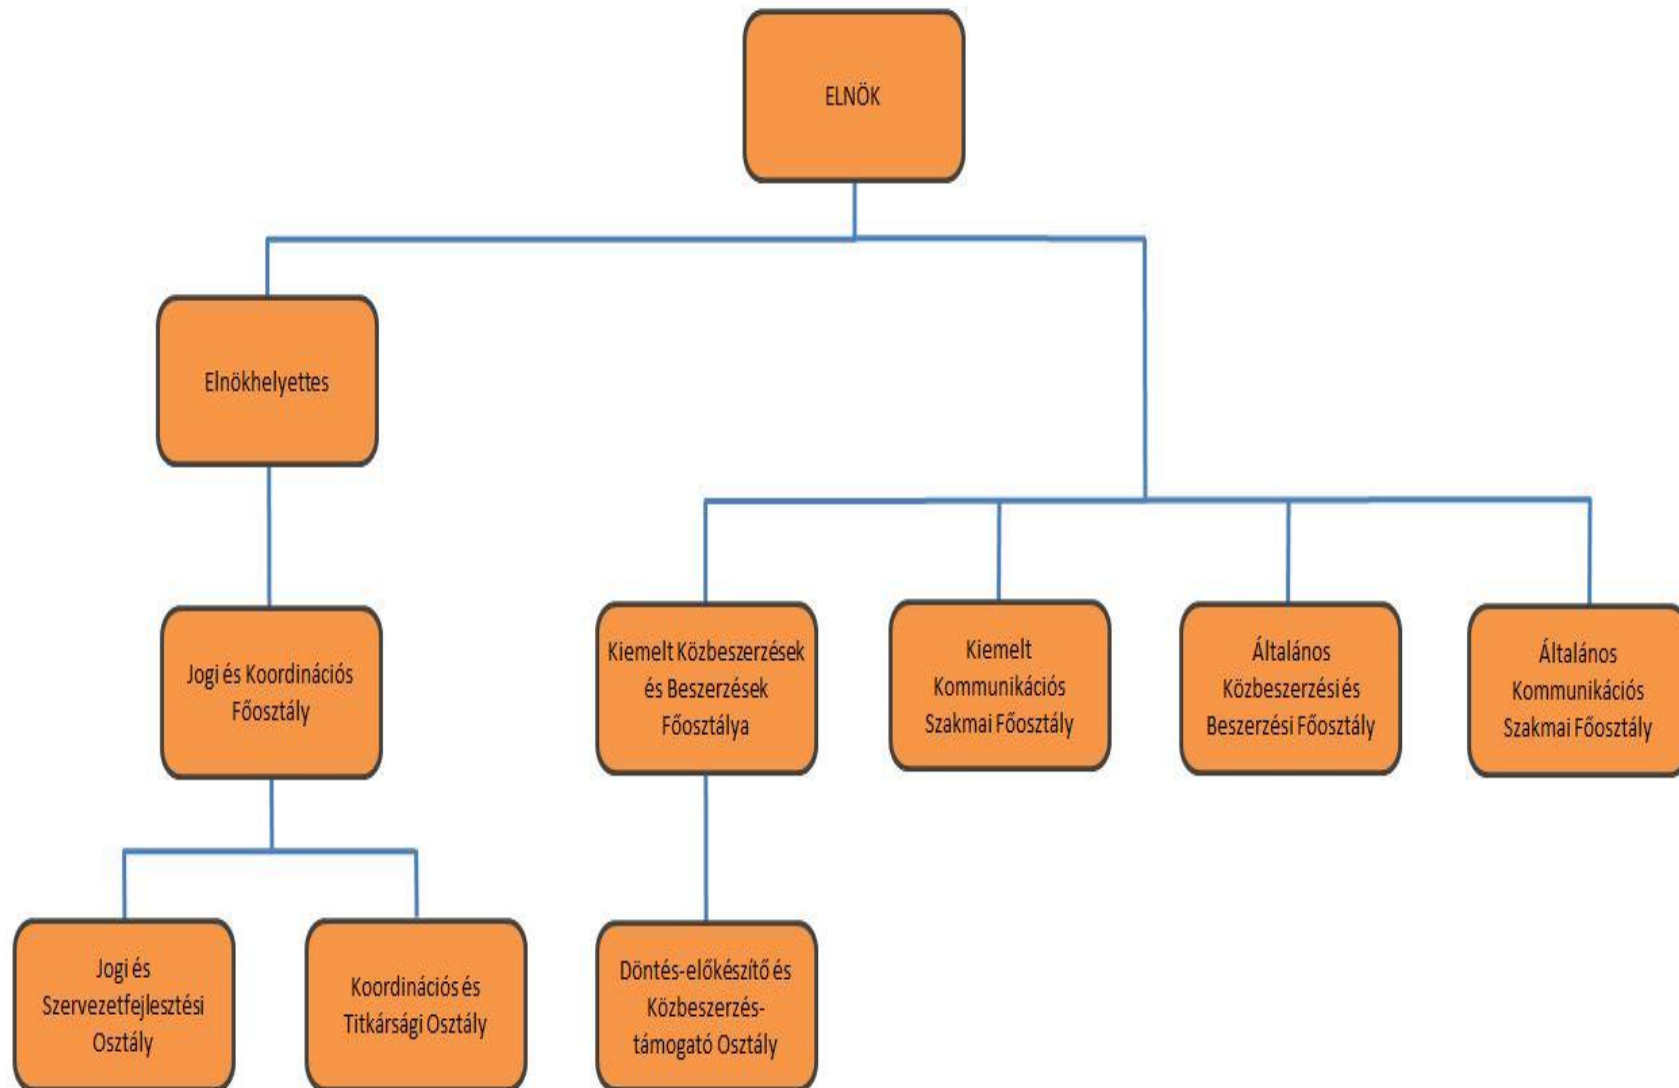 ELNÖK
Elnökhelyettes
Jogi és Koordinációs
Főosztály
Kiemelt Közbeszerzések
és Beszerzések
Főosztálya
Kiemelt
Kommunikációs
Szakmai Főosztály
Általános
Közbeszerzési és
Beszerzési Főosztály
Általános
Kommunikációs
Szakmai Főosztály
Jogi és
Szervezetfejlesztési
Osztály
Koordinációs és
Titkársági Osztály
Döntés-előkészítő és
Közbeszerzés-
támogató Osztály